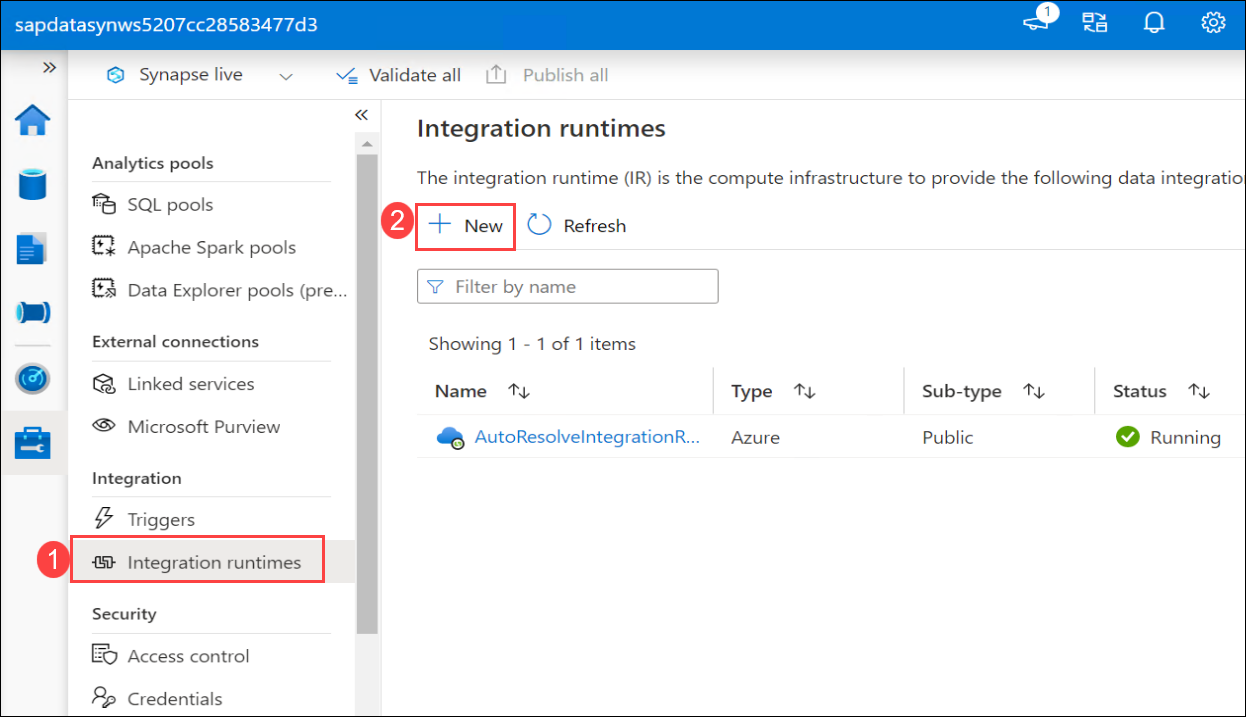 sapdatasynws5207cc28583477d3
1
Synapse live
Validate all
Publish all
Analytics pools
SQL pools
Apache Spark pools
Data Explorer pools (pre...
External connections
Linked services
Microsoft Purview
Integration
Triggers
1
Integration runtimes
Security
Access control
Credentials
Integration runtimes
The integration runtime (IR) is the compute infrastructure to provide the following data integratio
2
New
Refresh
Filter by name
Showing 1 - 1 of 1 items
Name Type Sub-type Status
AutoResolveIntegrationR... Azure Public Running